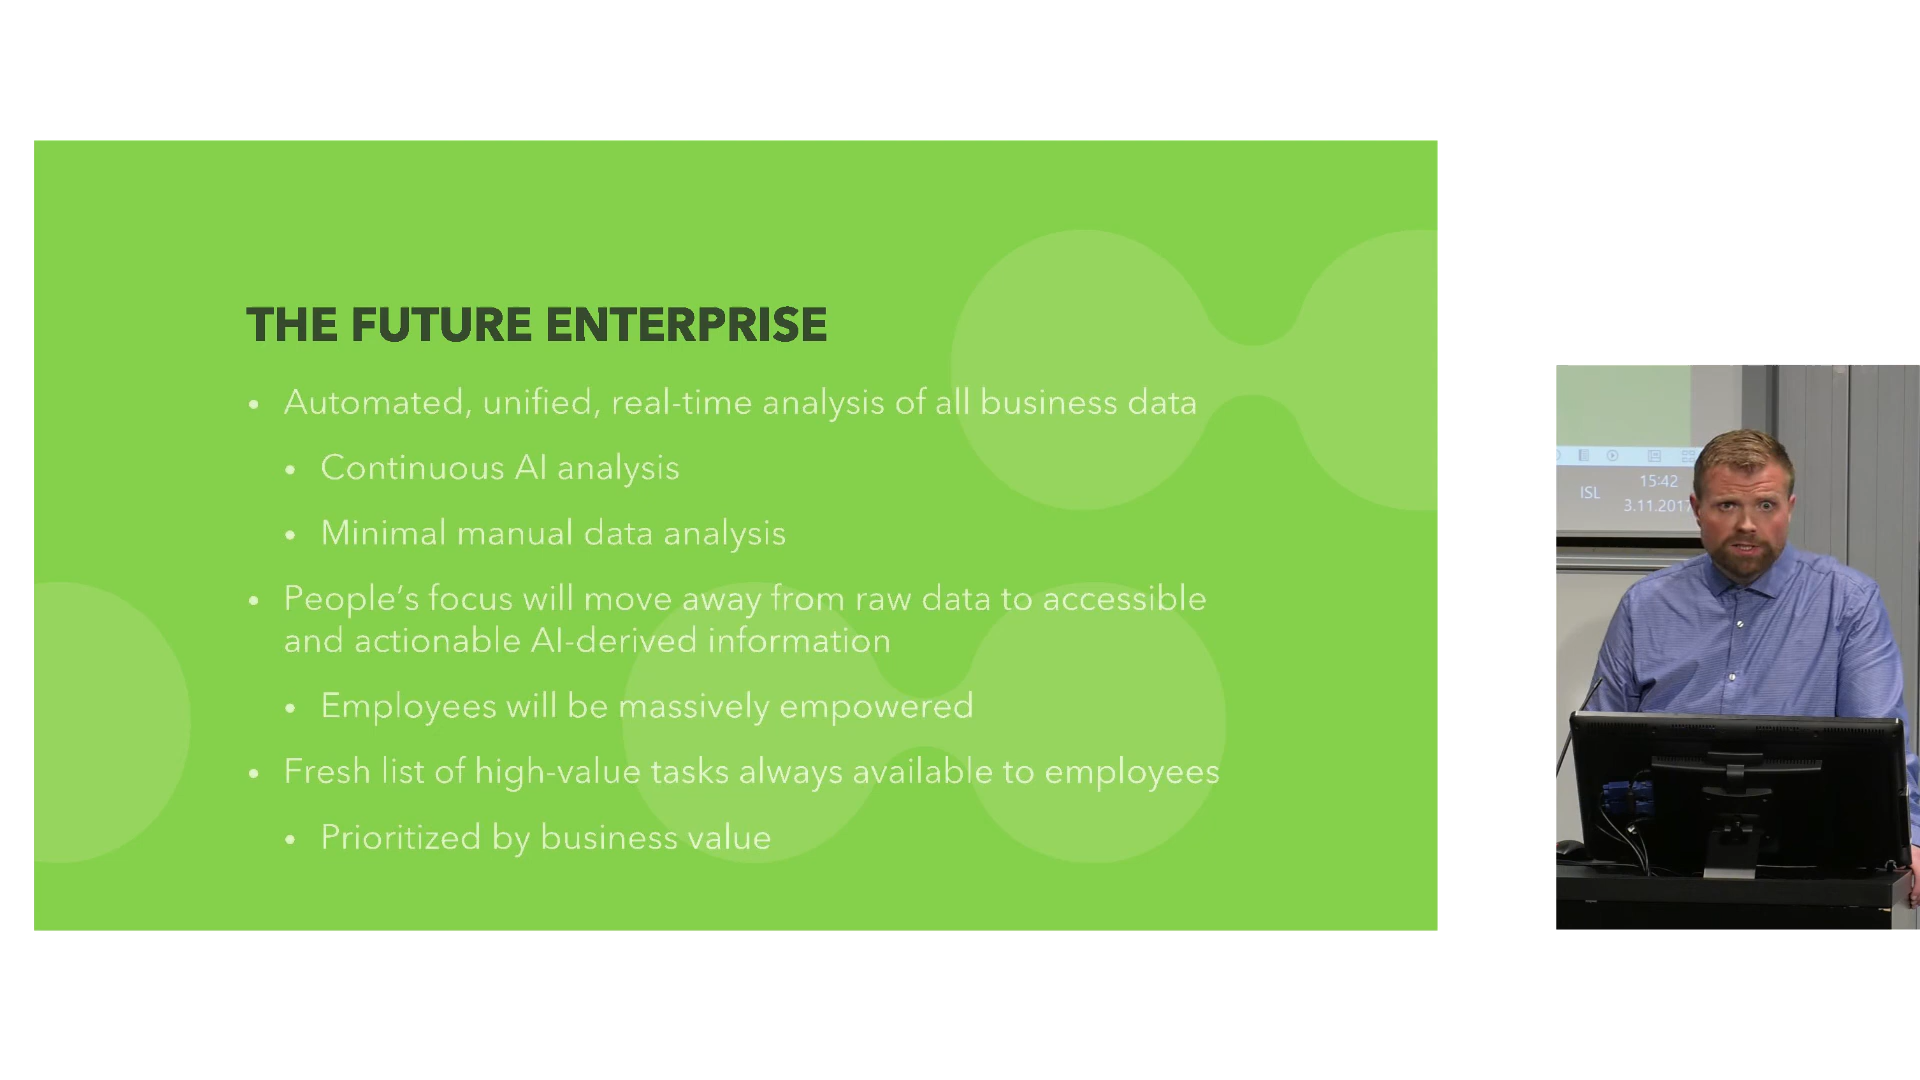 THE FUTURE ENTERPRISE
• Automated, unified, real-time analysis of all business data
• Continuous AI analysis
• Minimal manual data analysis
• People’s focus will move away from raw data to accessible
and actionable AI-derived information
• Employees will be massively empowered
• Fresh list of high-value tasks always available to employees
• Prioritized by business value
ISL
15:42
3.11.2017